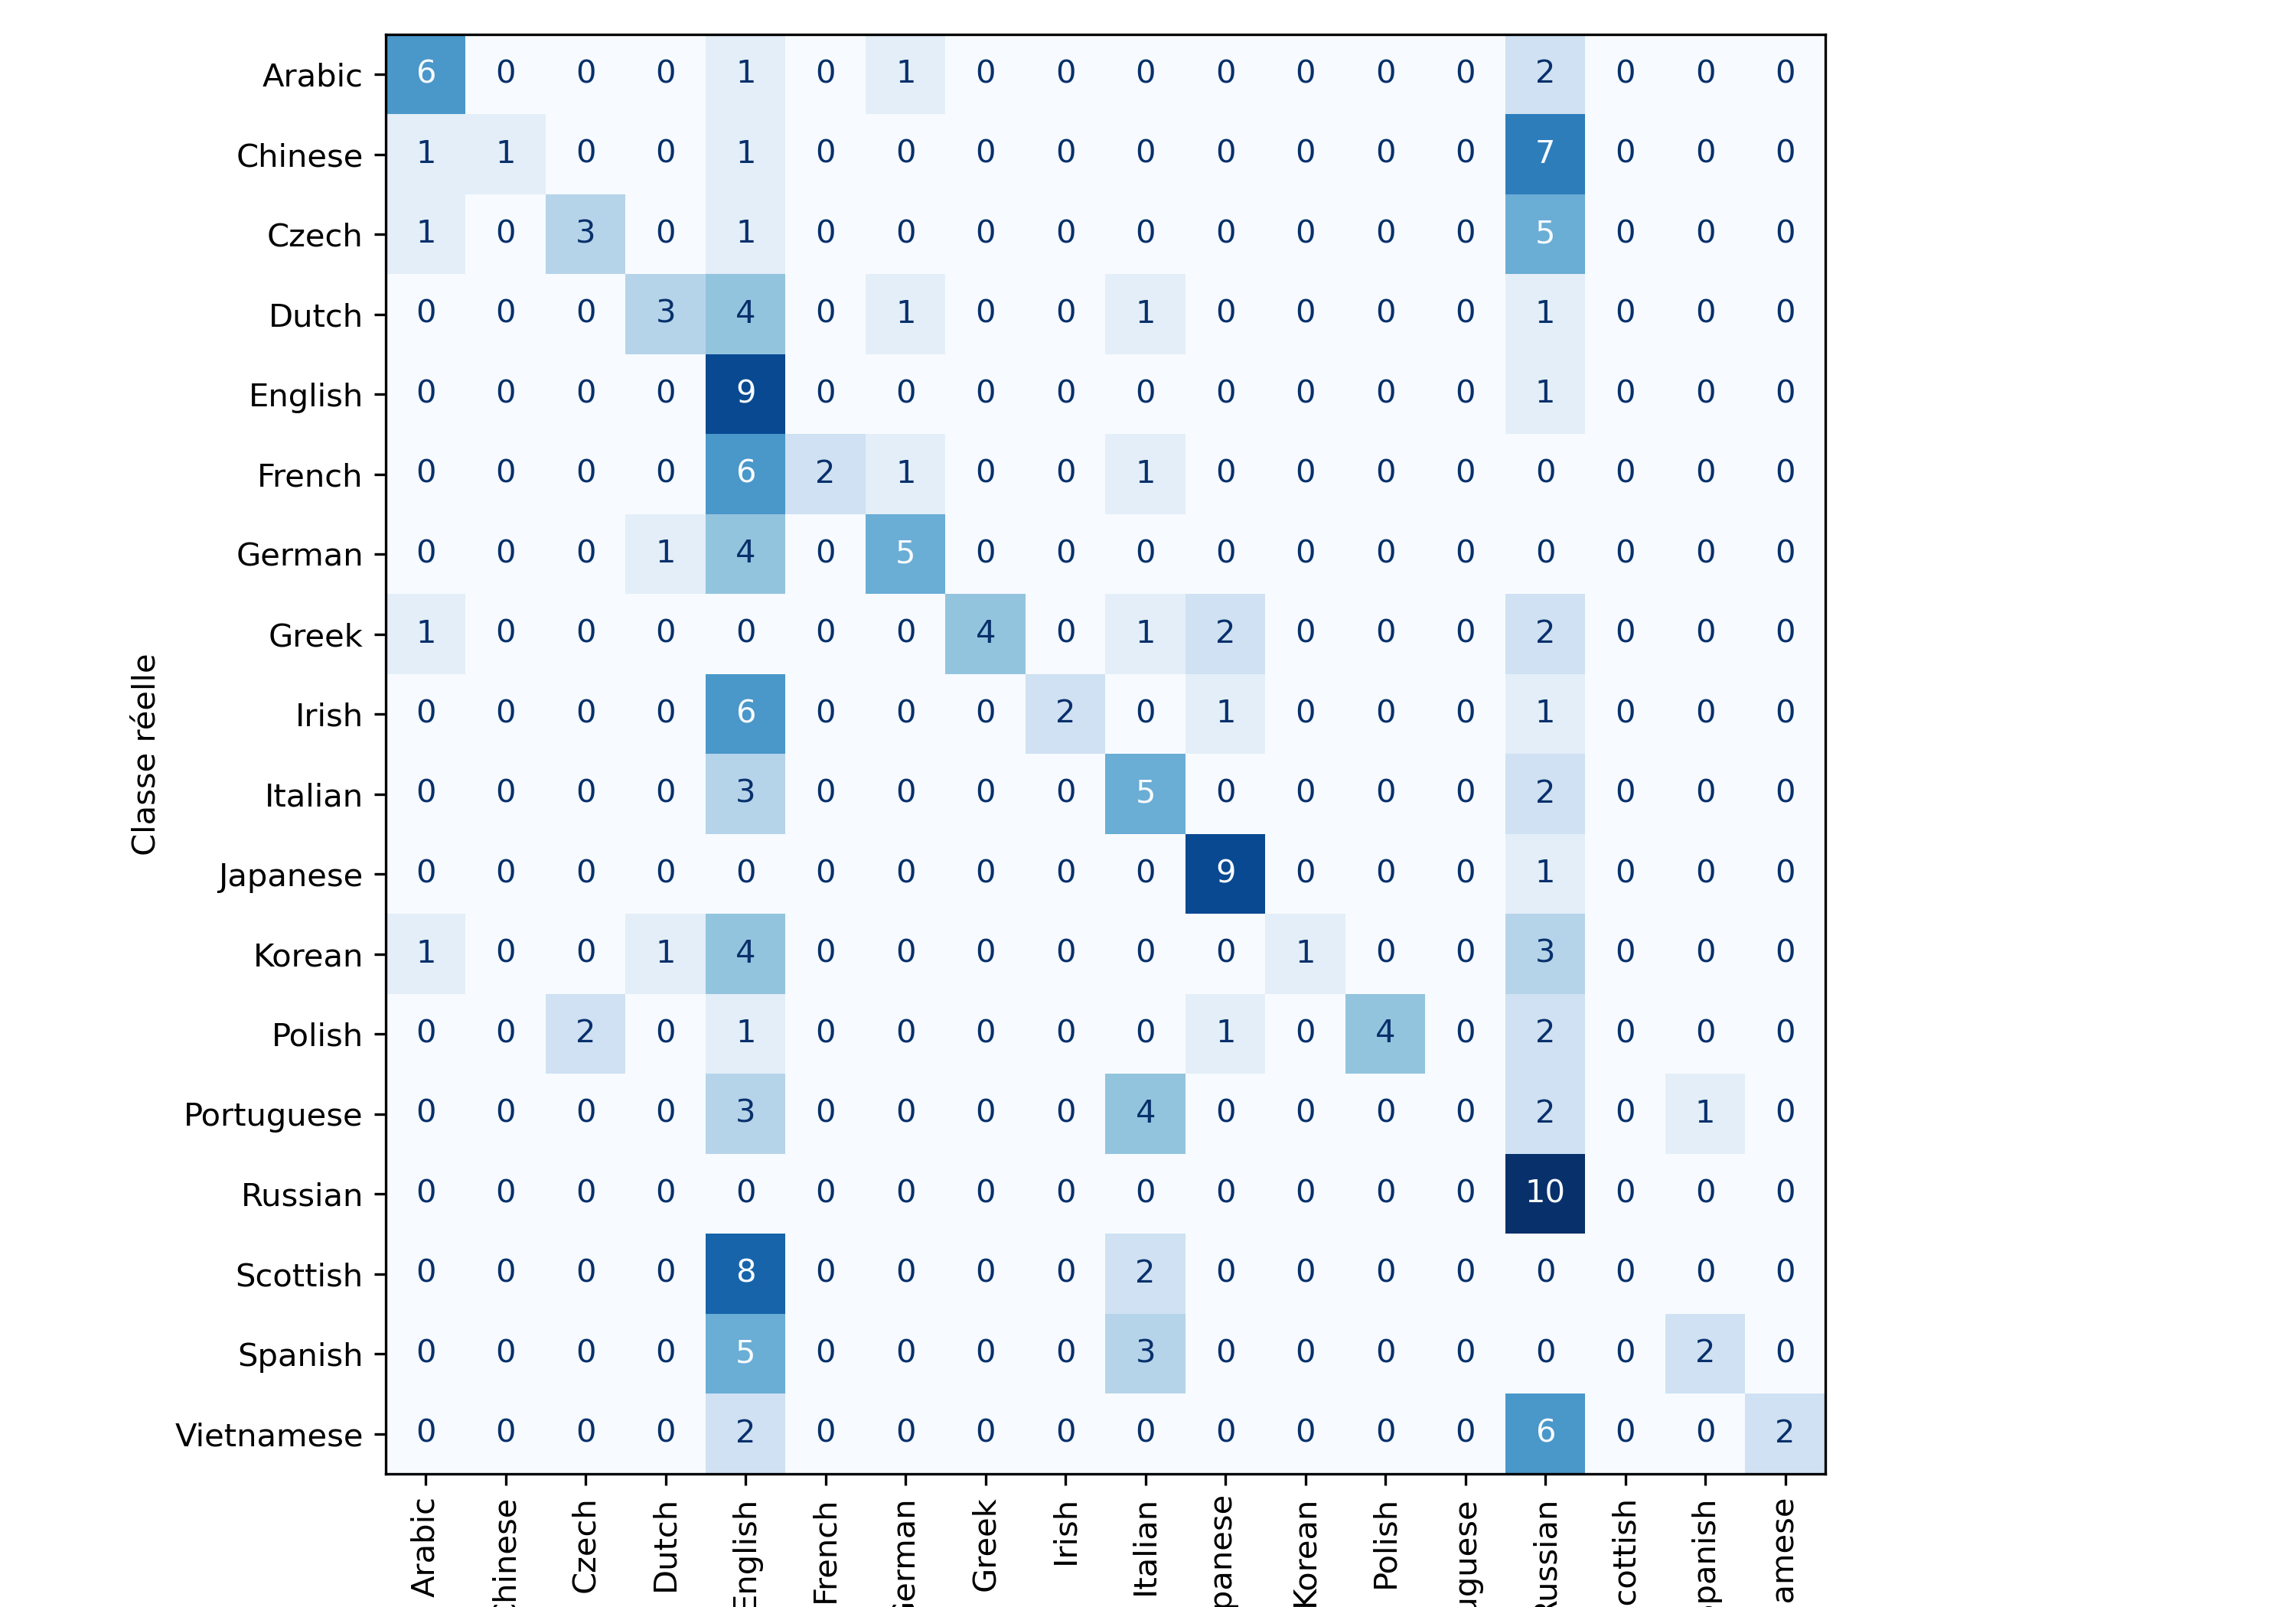 Arabic 6 0 0 0 1 0 1 0 0 0 0 0 0 0 2 0 0 0
Chinese 1 1 0 0 1 0 0 0 0 0 0 0 0 0 7 0 0 0
Czech 1 0 3 0 1 0 0 0 0 0 0 0 0 0 5 0 0 0
Dutch 0 0 0 3 4 0 1 0 0 1 0 0 0 0 1 0 0 0
English 0 0 0 0 9 0 0 0 0 0 0 0 0 0 1 0 0 0
French 0 0 0 0 6 2 1 0 0 1 0 0 0 0 0 0 0 0
German 0 0 0 1 4 0 5 0 0 0 0 0 0 0 0 0 0 0
Greek 1 0 0 0 0 0 0 4 0 1 2 0 0 0 2 0 0 0
Irish 0 0 0 0 6 0 0 0 2 0 1 0 0 0 1 0 0 0
Italian 0 0 0 0 3 0 0 0 0 5 0 0 0 0 2 0 0 0
Japanese 0 0 0 0 0 0 0 0 0 0 9 0 0 0 1 0 0 0
Korean 1 0 0 1 4 0 0 0 0 0 0 1 0 0 3 0 0 0
Polish 0 0 2 0 1 0 0 0 0 0 1 0 4 0 2 0 0 0
Portuguese 0 0 0 0 3 0 0 0 0 4 0 0 0 0 2 0 1 0
Russian 0 0 0 0 0 0 0 0 0 0 0 0 0 0 10 0 0 0
Scottish 0 0 0 0 8 0 0 0 0 2 0 0 0 0 0 0 0 0
Spanish 0 0 0 0 5 0 0 0 0 3 0 0 0 0 0 0 2 0
Vietnamese 0 0 0 0 2 0 0 0 0 0 0 0 0 0 6 0 0 2
Classe réelle
Arabic
hinese
Czech
Dutch
English
French
erman
Greek
Irish
Italian
panese
Korean
Polish
uguese
ussian
cottish
panish
amese